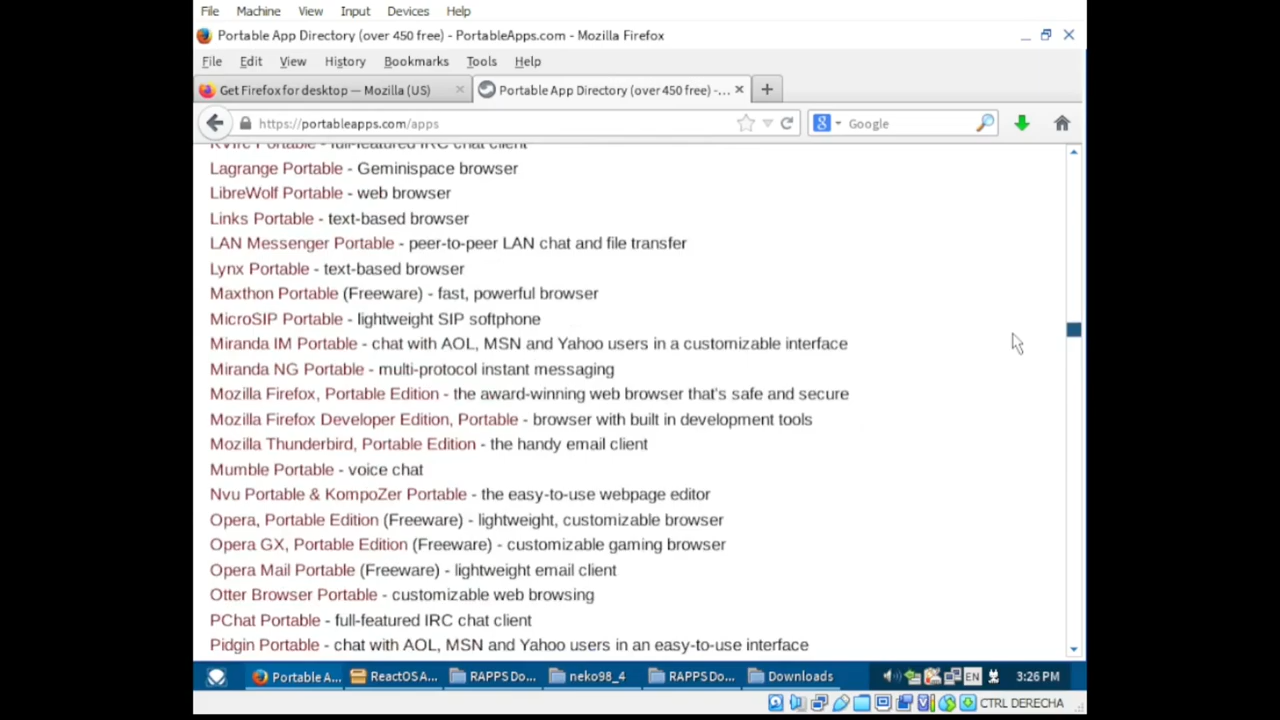 File Machine View Input Devices Help
Portable App Directory (over 450 free) - PortableApps.com - Mozilla Firefox
File Edit View History Bookmarks Tools Help
Get Firefox for desktop — Mozilla (US) Portable App Directory (over 450 free) -...
https://portableapps.com/apps Google
KVIrc Portable - full-featured IRC chat client
Lagrange Portable - Geminispace browser
LibreWolf Portable - web browser
Links Portable - text-based browser
LAN Messenger Portable - peer-to-peer LAN chat and file transfer
Lynx Portable - text-based browser
Maxthon Portable (Freeware) - fast, powerful browser
MicroSIP Portable - lightweight SIP softphone
Miranda IM Portable - chat with AOL, MSN and Yahoo users in a customizable interface
Miranda NG Portable - multi-protocol instant messaging
Mozilla Firefox, Portable Edition - the award-winning web browser that's safe and secure
Mozilla Firefox Developer Edition, Portable - browser with built in development tools
Mozilla Thunderbird, Portable Edition - the handy email client
Mumble Portable - voice chat
Nvu Portable & KompoZer Portable - the easy-to-use webpage editor
Opera, Portable Edition (Freeware) - lightweight, customizable browser
Opera GX, Portable Edition (Freeware) - customizable gaming browser
Opera Mail Portable (Freeware) - lightweight email client
Otter Browser Portable - customizable web browsing
PChat Portable - full-featured IRC chat client
Pidgin Portable - chat with AOL, MSN and Yahoo users in an easy-to-use interface
Portable A... ReactOS A... RAPPS Do... neko98_4 RAPPS Do... Downloads EN 3:26 PM
CTRL DERECHA